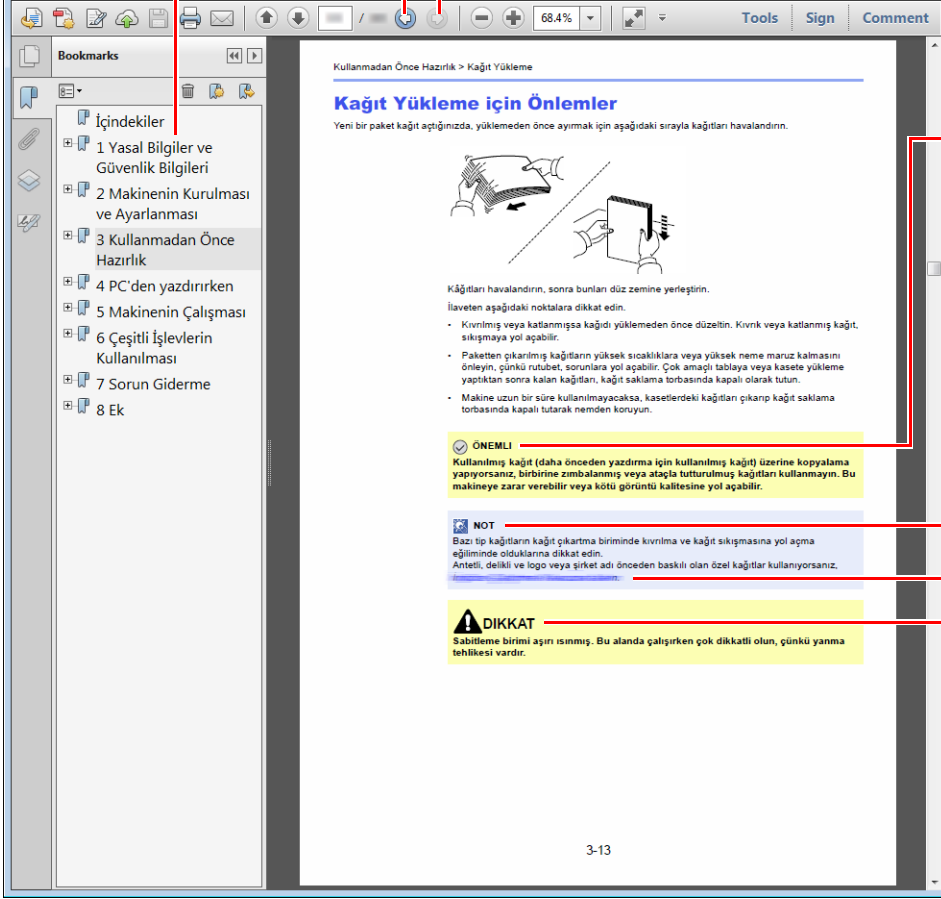 /
68.4%
Tools
Sign
Comment
Bookmarks
İçindekiler
1 Yasal Bilgiler ve
Güvenlik Bilgileri
2 Makinenin Kurulması
ve Ayarlanması
3 Kullanmadan Önce
Hazırlık
4 PC'den yazdırırken
5 Makinenin Çalışması
6 Çeşitli İşlevlerin
Kullanılması
7 Sorun Giderme
8 Ek
Kullanmadan Önce Hazırlık > Kağıt Yükleme
Kağıt Yükleme için Önlemler
Yeni bir paket kağıt açtığınızda, yüklemeden önce ayırmak için aşağıdaki sırayla kağıtları havalandırın.
Kâğıtları havalandırın, sonra bunları düz zemine yerleştirin.
İlaveten aşağıdaki noktalara dikkat edin.
• Kıvrılmış veya katlanmışsa kağıdı yüklemeden önce düzeltin. Kıvrık veya katlanmış kağıt,
sıkışmaya yol açabilir.
• Paketten çıkarılmış kağıtların yüksek sıcaklıklara veya yüksek neme maruz kalmasını
önleyin, çünkü rutubet, sorunlara yol açabilir. Çok amaçlı tablaya veya kasete yükleme
yaptıktan sonra kalan kağıtları, kağıt saklama torbasında kapalı olarak tutun.
• Makine uzun bir süre kullanılmayacaksa, kasetlerdeki kağıtları çıkarıp kağıt saklama
torbasında kapalı tutarak nemden koruyun.
ÖNEMLI
Kullanılmış kağıt (daha önceden yazdırma için kullanılmış kağıt) üzerine kopyalama
yapıyorsanız, birbirine zımbalanmış veya ataçla tutturulmuş kağıtları kullanmayın. Bu
makineye zarar verebilir veya kötü görüntü kalitesine yol açabilir.
NOT
Bazı tip kağıtların kağıt çıkartma biriminde kıvrılma ve kağıt sıkışmasına yol açma
eğiliminde olduklarına dikkat edin.
Antetli, delikli ve logo veya şirket adı önceden baskılı olan özel kağıtlar kullanıyorsanız,
DIKKAT
Sabitleme birimi aşırı ısınmış. Bu alanda çalışırken çok dikkatli olun, çünkü yanma
tehlikesi vardır.
3-13